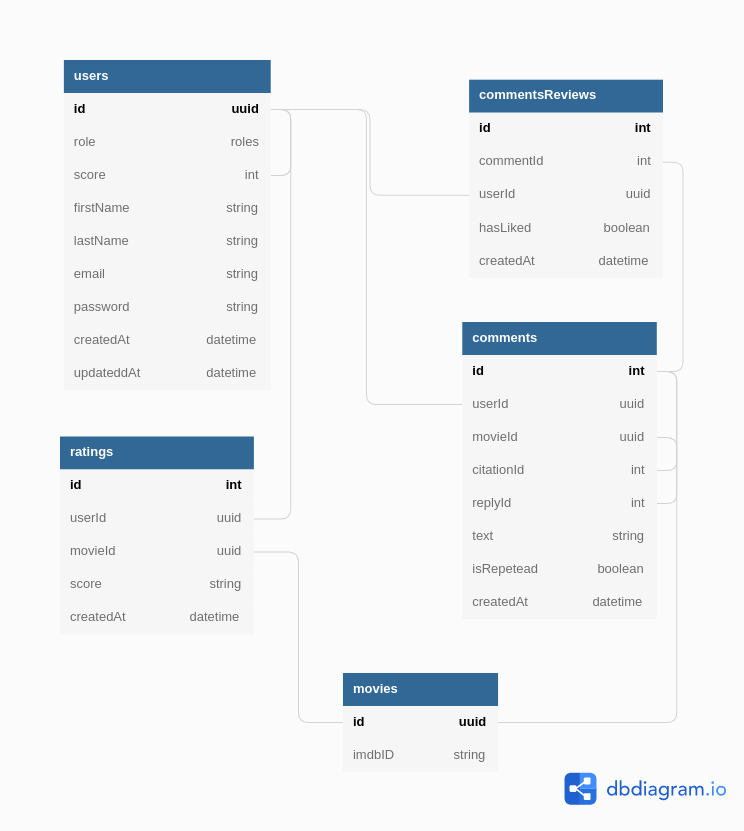 users
id uuid
role roles
score int
firstName string
lastName string
email string
password string
createdAt datetime
updateddAt datetime
commentsReviews
id int
commentId int
userId uuid
hasLiked boolean
createdAt datetime
comments
id int
userId uuid
movieId uuid
citationId int
replyId int
text string
isRepetead boolean
createdAt datetime
ratings
id int
userId uuid
movieId uuid
score string
createdAt datetime
movies
id uuid
imdbID string
dbdiagram.io